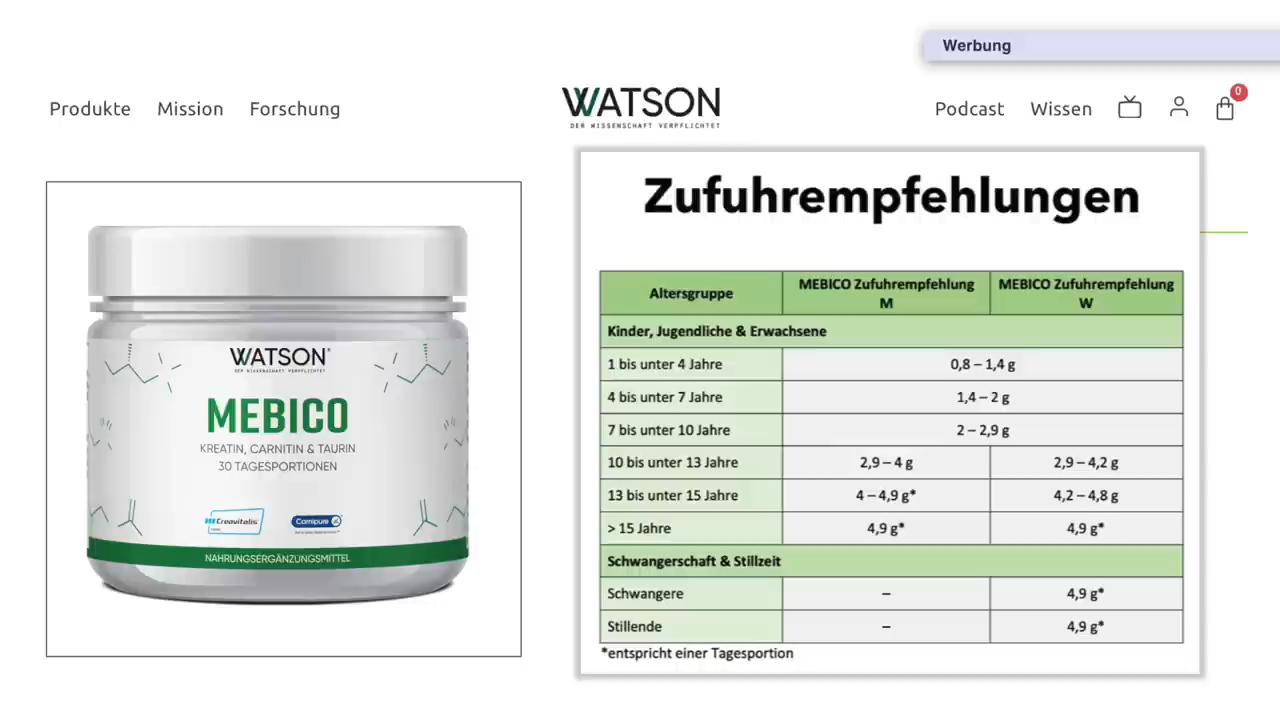 Werbung
Produkte Mission Forschung
WATSON
DER WISSENSCHAFT VERPFLICHTET
Podcast Wissen 0
WATSON®
DER WISSENSCHAFT VERPFLICHTET
MEBICO
KREATIN, CARNITIN & TAURIN
30 TAGESPORTIONEN
Creavitalis
Carnipure
NAHRUNGSERGÄNZUNGSMITTEL
Zufuhrempfehlungen
Altersgruppe MEBICO Zufuhrempfehlung M MEBICO Zufuhrempfehlung W
Kinder, Jugendliche & Erwachsene
1 bis unter 4 Jahre 0,8 – 1,4 g
4 bis unter 7 Jahre 1,4 – 2 g
7 bis unter 10 Jahre 2 – 2,9 g
10 bis unter 13 Jahre 2,9 – 4 g 2,9 – 4,2 g
13 bis unter 15 Jahre 4 – 4,9 g* 4,2 – 4,8 g
> 15 Jahre 4,9 g* 4,9 g*
Schwangerschaft & Stillzeit
Schwangere – 4,9 g*
Stillende – 4,9 g*
*entspricht einer Tagesportion